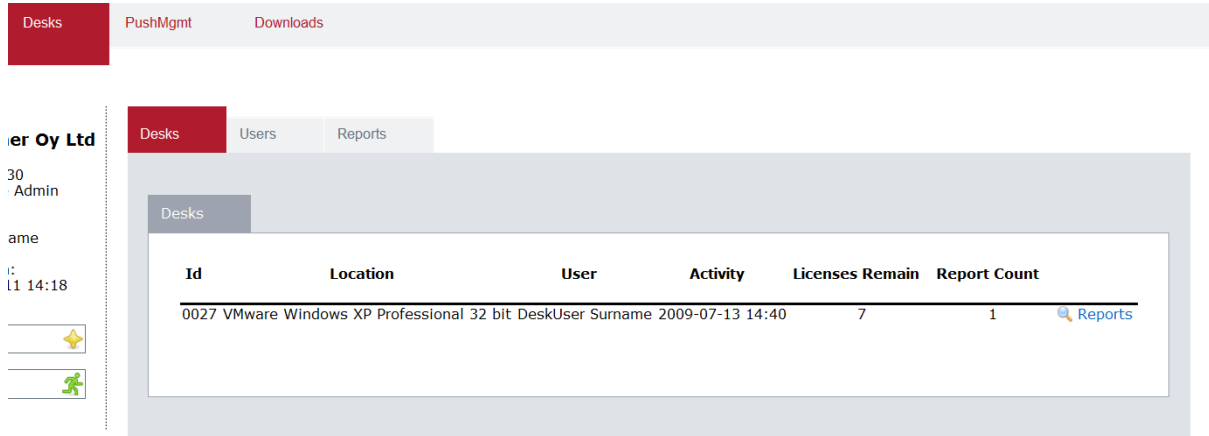 Desks PushMgmt Downloads
er Oy Ltd
30
Admin
ame
11 14:18
Desks Users Reports
Desks
Id Location User Activity Licenses Remain Report Count
0027 VMware Windows XP Professional 32 bit DeskUser Surname 2009-07-13 14:40 7 1 Reports